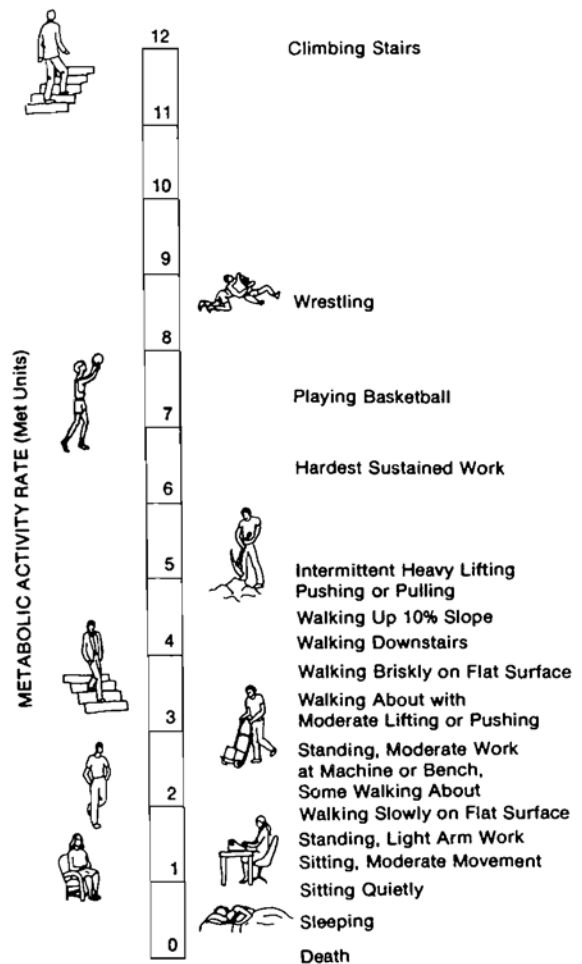 12
Climbing Stairs
11
10
9
Wrestling
8
Playing Basketball
7
Hardest Sustained Work
6
5
Intermittent Heavy Lifting
Pushing or Pulling
Walking Up 10% Slope
4
Walking Downstairs
Walking Briskly on Flat Surface
Walking About with
Moderate Lifting or Pushing
3
Standing, Moderate Work
at Machine or Bench,
Some Walking About
2
Walking Slowly on Flat Surface
Standing, Light Arm Work
1
Sitting, Moderate Movement
Sitting Quietly
Sleeping
0
Death
METABOLIC ACTIVITY RATE (Met Units)